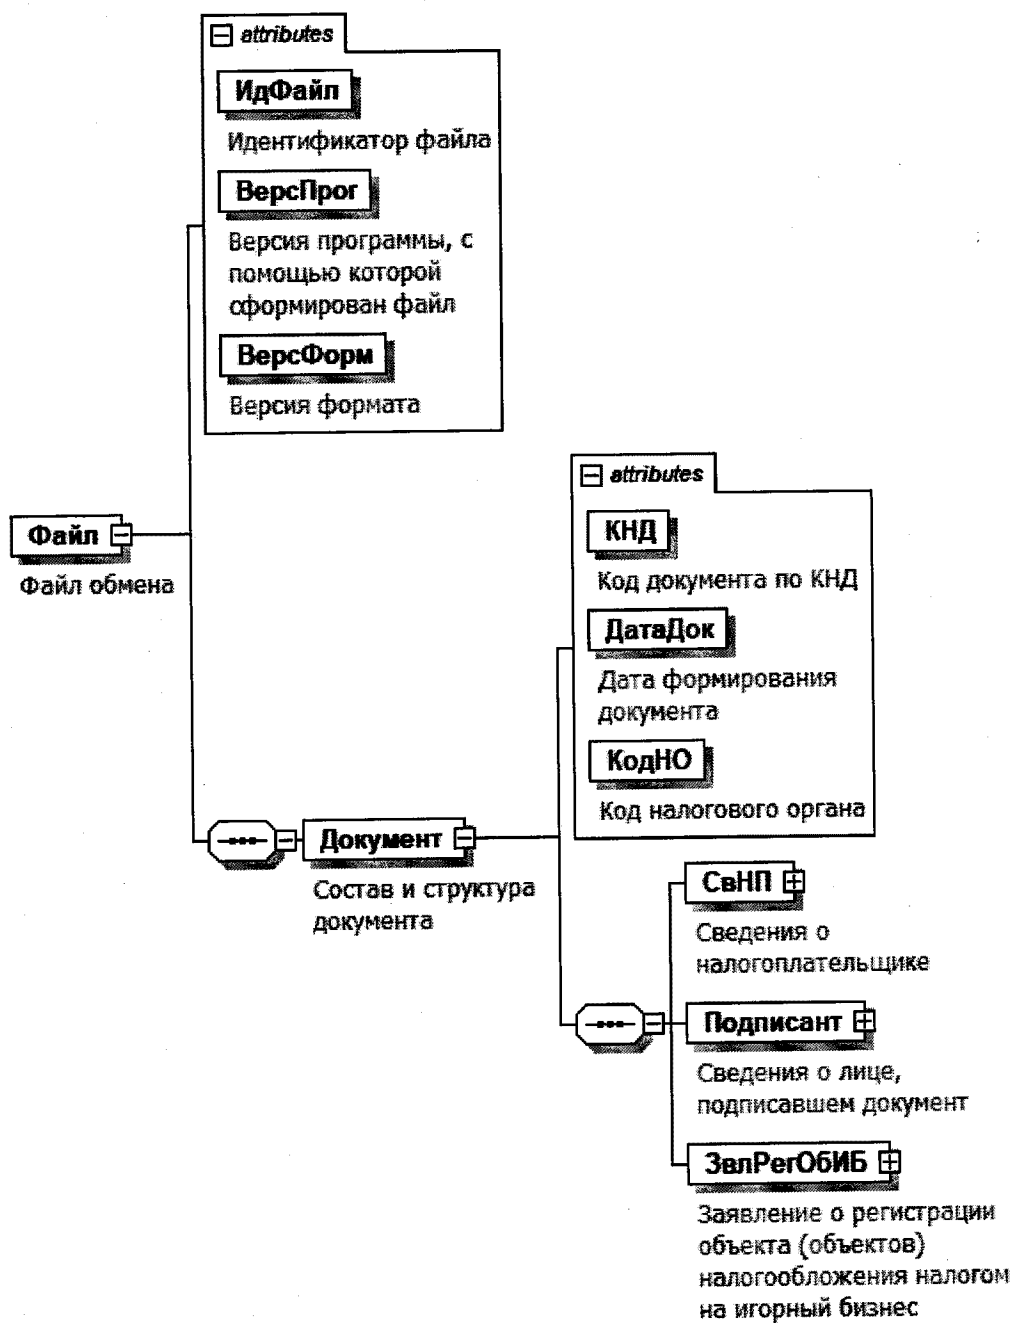 attributes
ИдФайл
Идентификатор файла
ВерсПрог
Версия программы, с
помощью которой
сформирован файл
ВерсФорм
Версия формата
Файл
Файл обмена
attributes
КНД
Код документа по КНД
ДатаДок
Дата формирования
документа
КодНО
Код налогового органа
Документ
Состав и структура
документа
СвНП
Сведения о
налогоплательщике
Подписант
Сведения о лице,
подписавшем документ
ЗвлРегОбИБ
Заявление о регистрации
объекта (объектов)
налогообложения налогом
на игорный бизнес